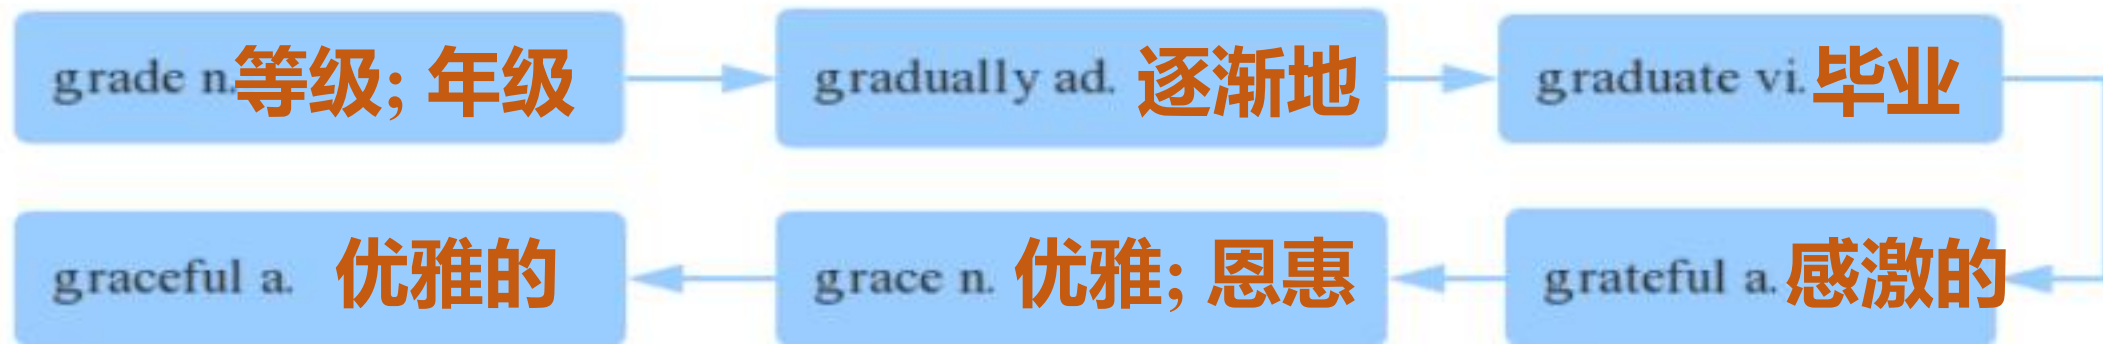 grade n.等级; 年级
gradually ad. 逐渐地
graduate vi.毕业
grateful a.感激的
grace n. 优雅; 恩惠
graceful a. 优雅的